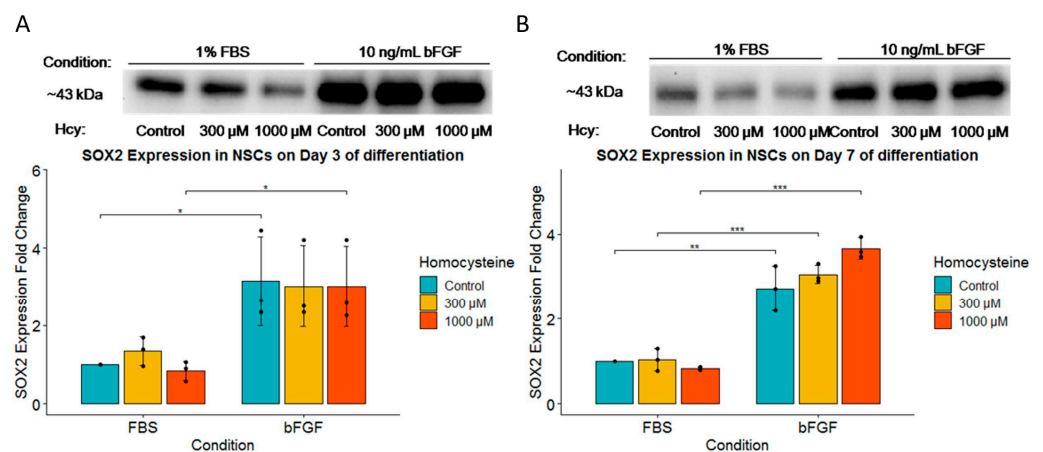 A
Condition:
1% FBS
10 ng/mL bFGF
~43 kDa
Hcy:
Control
300 µM
1000 µM
Control
300
1000 µM
SOX2 Expression in NSCs on Day 3 of differentiation
SOX2 Expression Fold Change
6
4
2
0
*
*
FBS
bFGF
Condition
Homocysteine
Control
300 µM
1000 µM
B
Condition:
1% FBS
10 ng/mL bFGF
~43 kDa
Hcy:
Control
300 µM
1000 µM
Control
300
1000 µM
SOX2 Expression in NSCs on Day 7 of differentiation
SOX2 Expression Fold Change
4
2
0
***
***
**
FBS
bFGF
Condition
Homocysteine
Control
300 µM
1000 µM